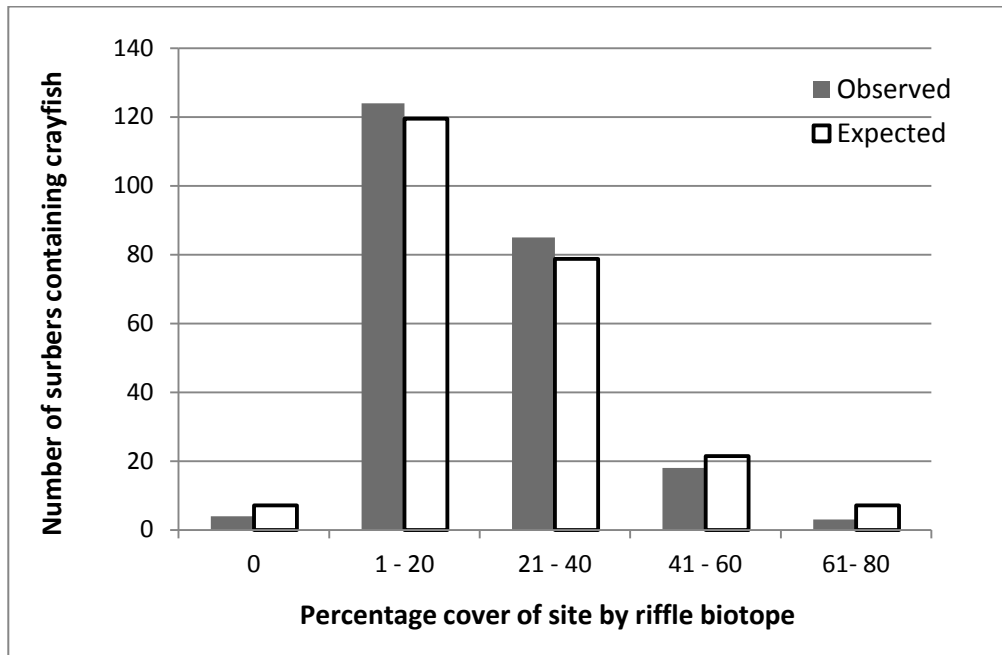 Number of surbers containing crayfish
140
120
100
80
60
40
20
0
Observed
Expected
0
1 - 20
21 - 40
41 - 60
61- 80
Percentage cover of site by riffle biotope